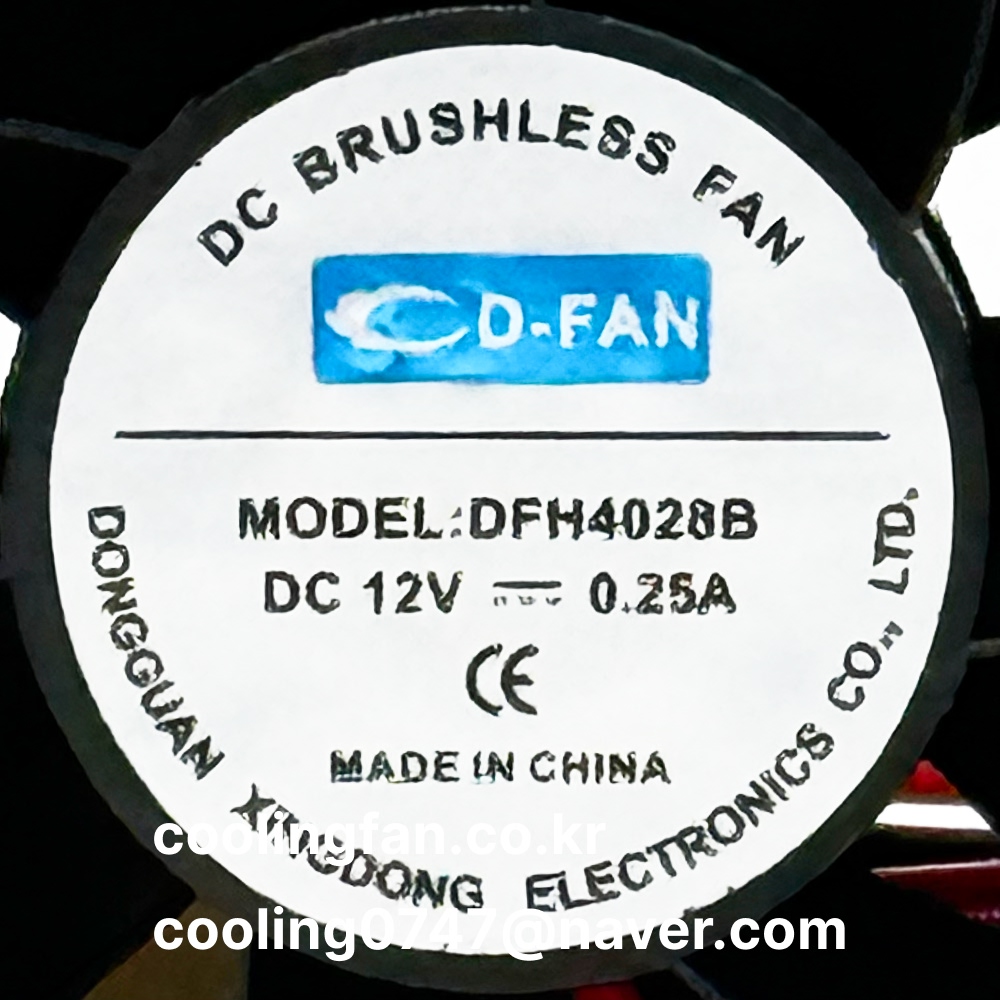 DC BRUSHLESS FAN
D-FAN
MODEL:DFH4028B
DC 12V ⎓ 0.25A
CE
MADE IN CHINA
DONGGUAN XINGDONG ELECTRONICS CO., LTD.
coolingfan.co.kr
cooling0747@naver.com